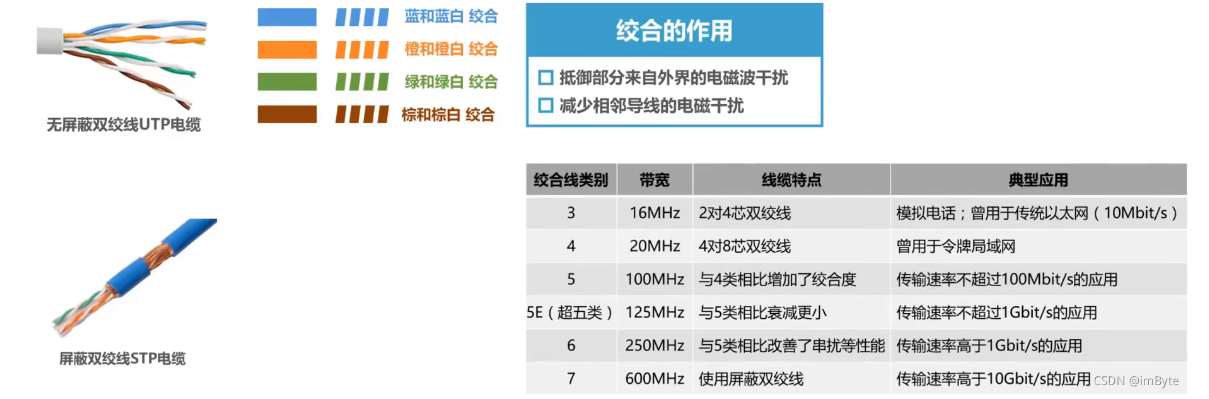 蓝和蓝白 绞合
橙和橙白 绞合
绿和绿白 绞合
棕和棕白 绞合
无屏蔽双绞线UTP电缆
绞合的作用
抵御部分来自外界的电磁波干扰
减少相邻导线的电磁干扰
屏蔽双绞线STP电缆
绞合线类别 带宽 线缆特点 典型应用
3 16MHz 2对4芯双绞线 模拟电话；曾用于传统以太网（10Mbit/s）
4 20MHz 4对8芯双绞线 曾用于令牌局域网
5 100MHz 与4类相比增加了绞合度 传输速率不超过100Mbit/s的应用
5E（超五类） 125MHz 与5类相比衰减更小 传输速率不超过1Gbit/s的应用
6 250MHz 与5类相比改善了串扰等性能 传输速率高于1Gbit/s的应用
7 600MHz 使用屏蔽双绞线 传输速率高于10Gbit/s的应用
CSDN @imByte